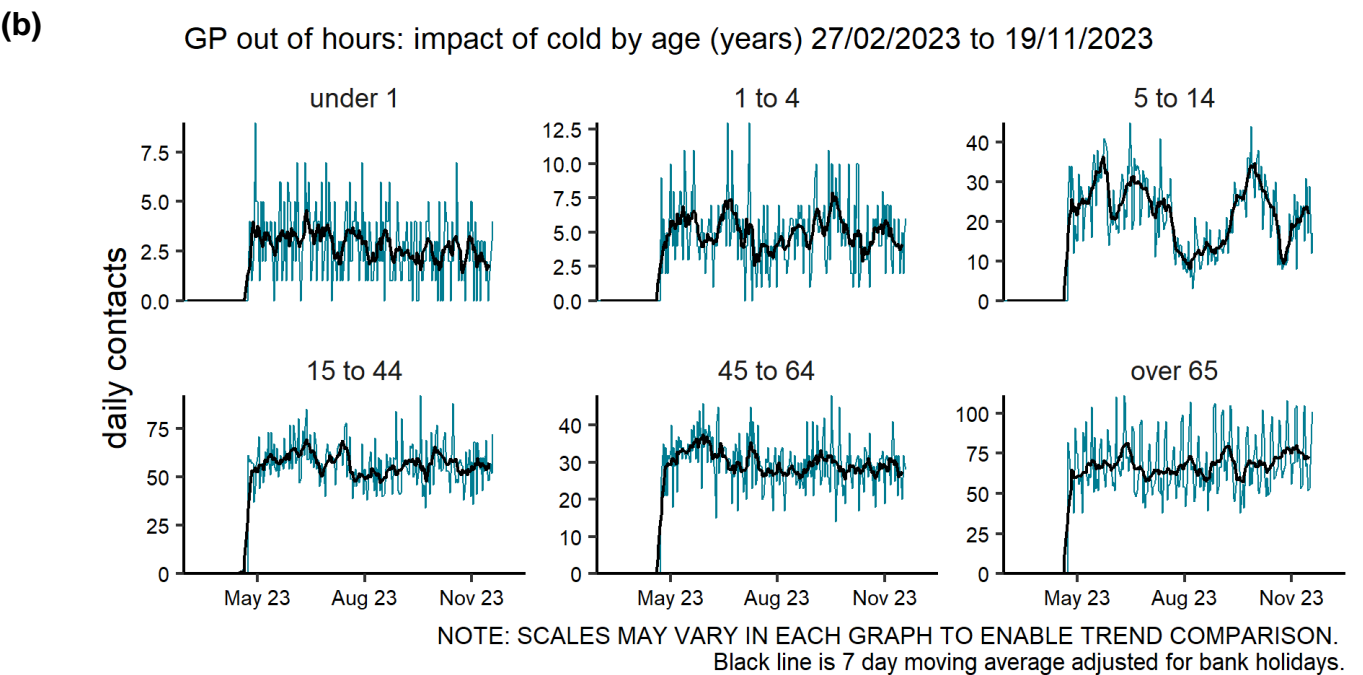 (b)
GP out of hours: impact of cold by age (years) 27/02/2023 to 19/11/2023
under 1
1 to 4
5 to 14
7.5
5.0
2.5
0.0
12.5
10.0
7.5
5.0
2.5
0.0
40
30
20
10
0
daily contacts
15 to 44
45 to 64
over 65
75
50
25
0
40
30
20
10
0
100
75
50
25
0
May 23 Aug 23 Nov 23
May 23 Aug 23 Nov 23
May 23 Aug 23 Nov 23
NOTE: SCALES MAY VARY IN EACH GRAPH TO ENABLE TREND COMPARISON.
Black line is 7 day moving average adjusted for bank holidays.